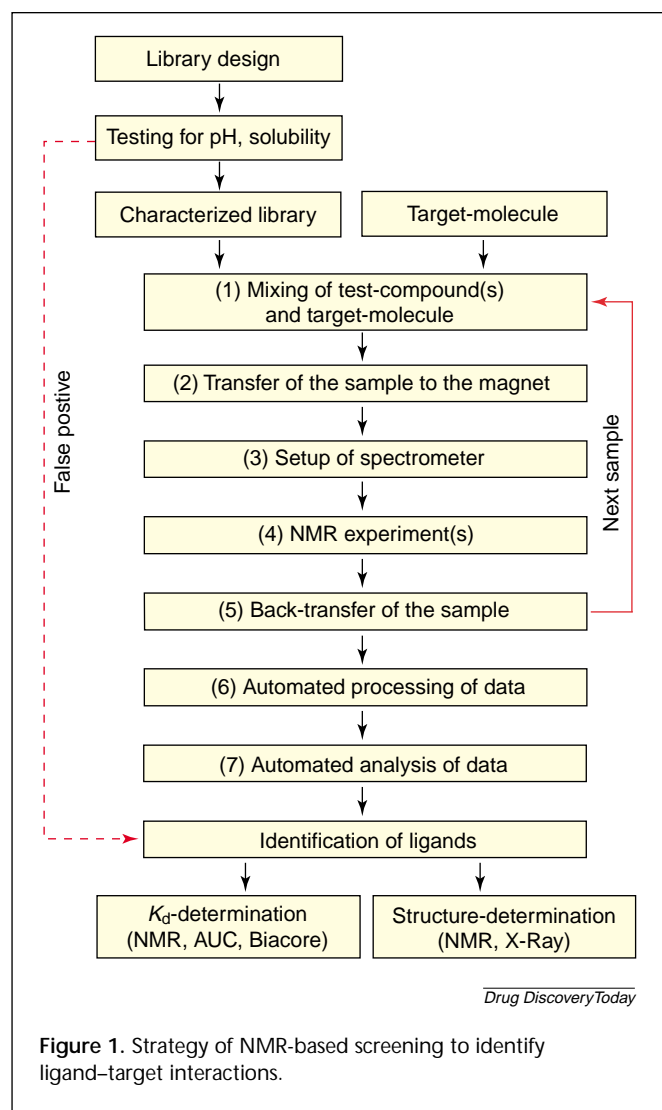 Library design
Testing for pH, solubility
Characterized library
Target-molecule
(1) Mixing of test-compound(s)
and target-molecule
(2) Transfer of the sample to the magnet
(3) Setup of spectrometer
(4) NMR experiment(s)
(5) Back-transfer of the sample
(6) Automated processing of data
(7) Automated analysis of data
Identification of ligands
Kd-determination
(NMR, AUC, Biacore)
Structure-determination
(NMR, X-Ray)
False postive
Next sample
Drug DiscoveryToday
Figure 1. Strategy of NMR-based screening to identify
ligand–target interactions.